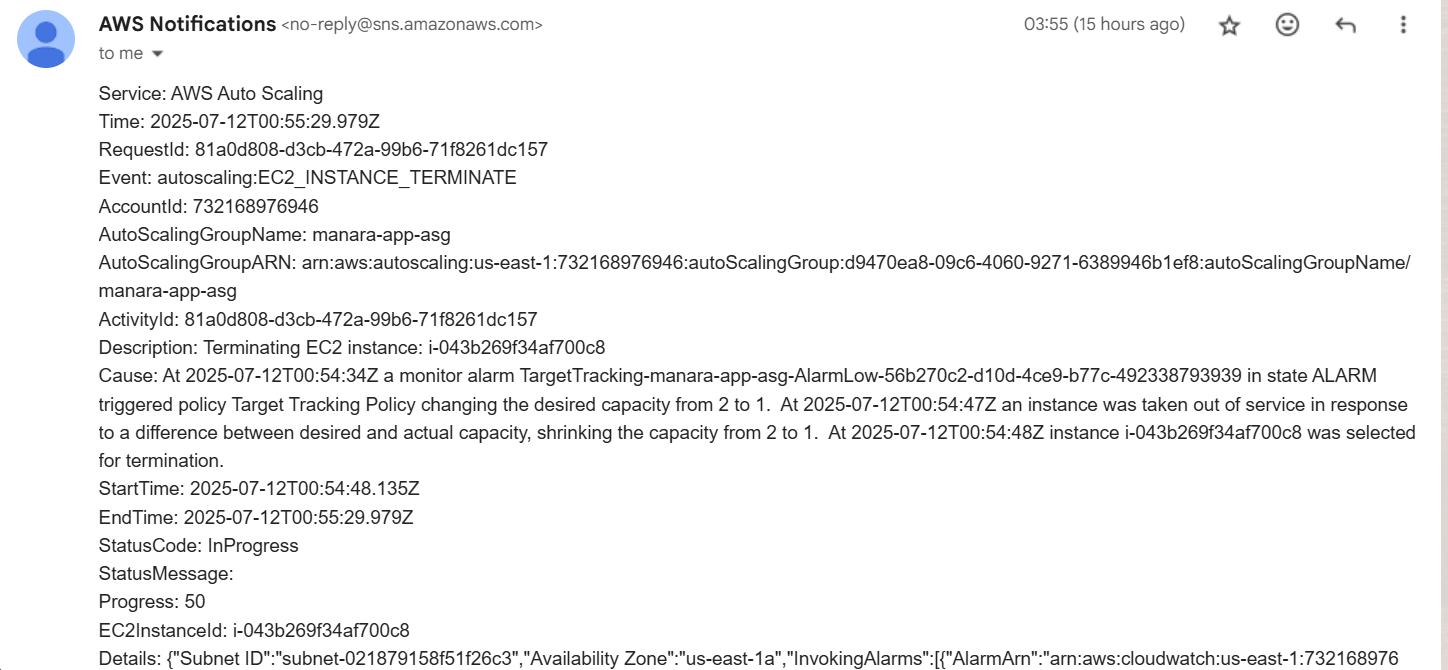 AWS Notifications <no-reply@sns.amazonaws.com> 03:55 (15 hours ago)
to me
Service: AWS Auto Scaling
Time: 2025-07-12T00:55:29.979Z
RequestId: 81a0d808-d3cb-472a-99b6-71f8261dc157
Event: autoscaling:EC2_INSTANCE_TERMINATE
AccountId: 732168976946
AutoScalingGroupName: manara-app-asg
AutoScalingGroupARN: arn:aws:autoscaling:us-east-1:732168976946:autoScalingGroup:d9470ea8-09c6-4060-9271-6389946b1ef8:autoScalingGroupName/
manara-app-asg
ActivityId: 81a0d808-d3cb-472a-99b6-71f8261dc157
Description: Terminating EC2 instance: i-043b269f34af700c8
Cause: At 2025-07-12T00:54:34Z a monitor alarm TargetTracking-manara-app-asg-AlarmLow-56b270c2-d10d-4ce9-b77c-492338793939 in state ALARM
triggered policy Target Tracking Policy changing the desired capacity from 2 to 1.  At 2025-07-12T00:54:47Z an instance was taken out of service in response
to a difference between desired and actual capacity, shrinking the capacity from 2 to 1.  At 2025-07-12T00:54:48Z instance i-043b269f34af700c8 was selected
for termination.
StartTime: 2025-07-12T00:54:48.135Z
EndTime: 2025-07-12T00:55:29.979Z
StatusCode: InProgress
StatusMessage:
Progress: 50
EC2InstanceId: i-043b269f34af700c8
Details: {"Subnet ID":"subnet-021879158f51f26c3","Availability Zone":"us-east-1a","InvokingAlarms":[{"AlarmArn":"arn:aws:cloudwatch:us-east-1:732168976